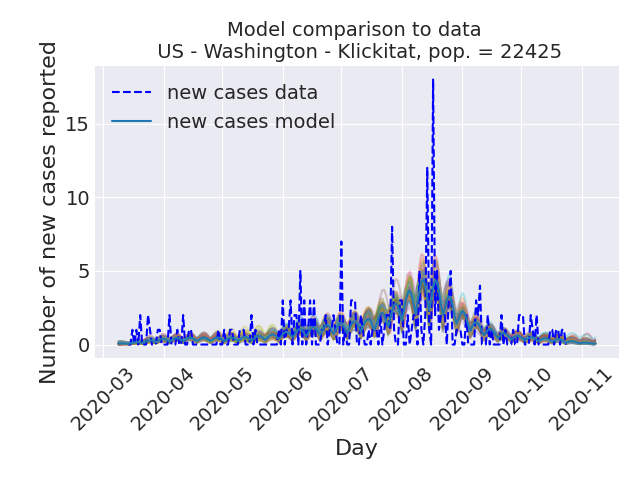 Model comparison to data
US - Washington - Klickitat, pop. = 22425
Number of new cases reported
new cases data
new cases model
15
10
5
0
2020-03
2020-04
2020-05
2020-06
2020-07
2020-08
2020-09
2020-10
2020-11
Day